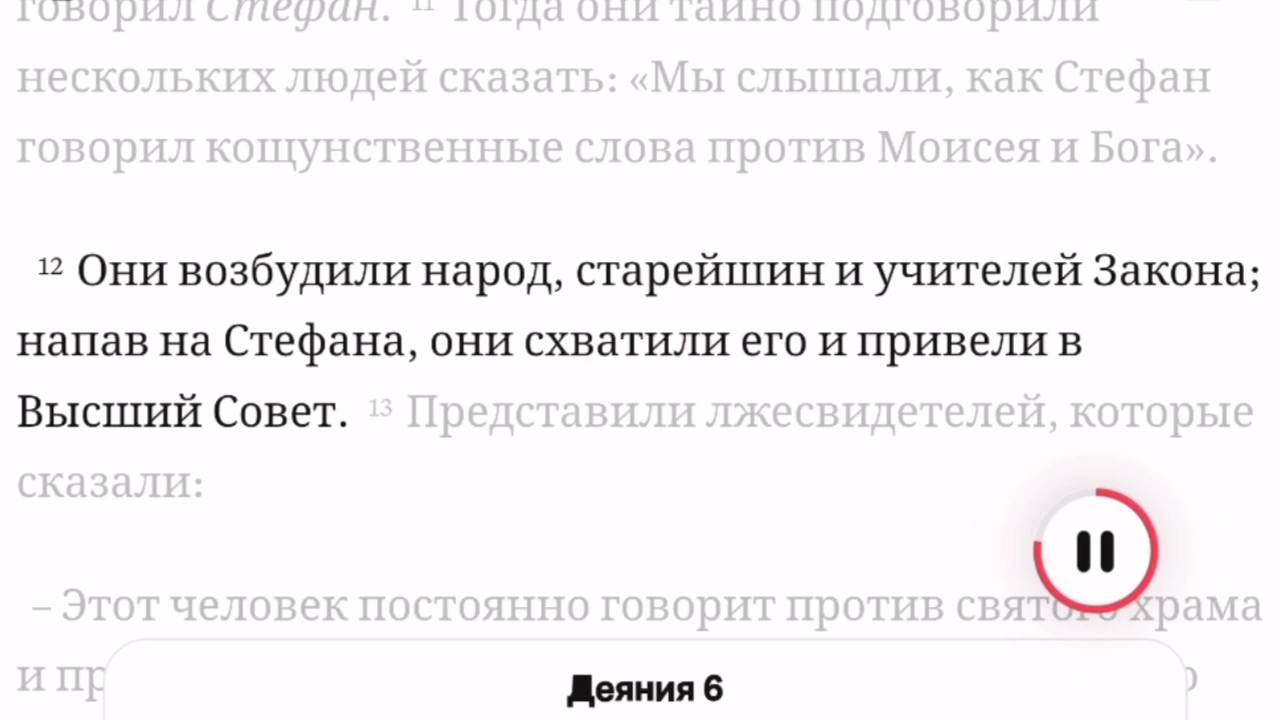 говорил Стефан. 11 Тогда они тайно подговорили
нескольких людей сказать: «Мы слышали, как Стефан
говорил кощунственные слова против Моисея и Бога».
12 Они возбудили народ, старейшин и учителей Закона;
напав на Стефана, они схватили его и привели в
Высший Совет. 13 Представили лжесвидетелей, которые
сказали:
– Этот человек постоянно говорит против святого храма
и
Деяния 6